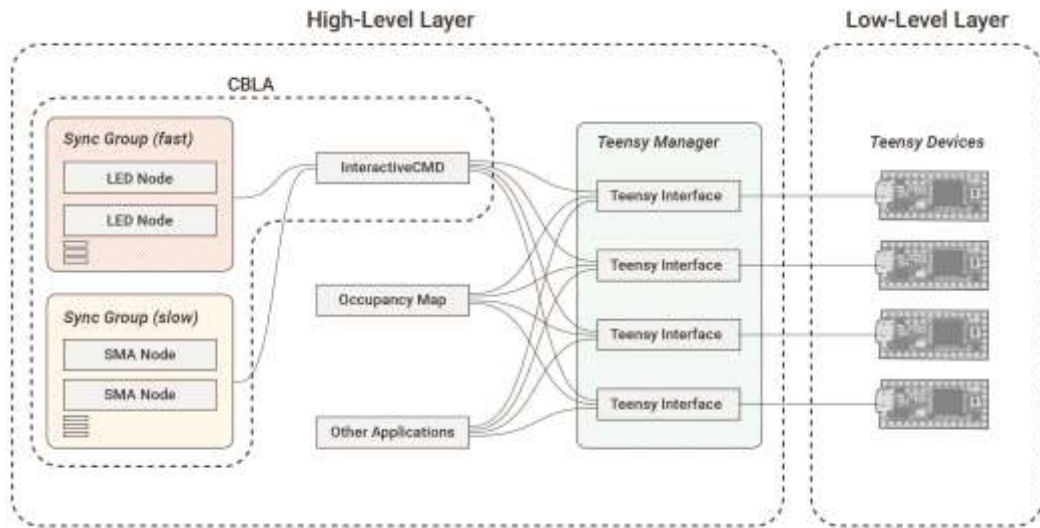 High-Level Layer
Low-Level Layer
CBLA
Sync Group (fast)
LED Node
LED Node
Sync Group (slow)
SMA Node
SMA Node
InteractiveCMD
Occupancy Map
Other Applications
Teensy Manager
Teensy Interface
Teensy Interface
Teensy Interface
Teensy Interface
Teensy Devices